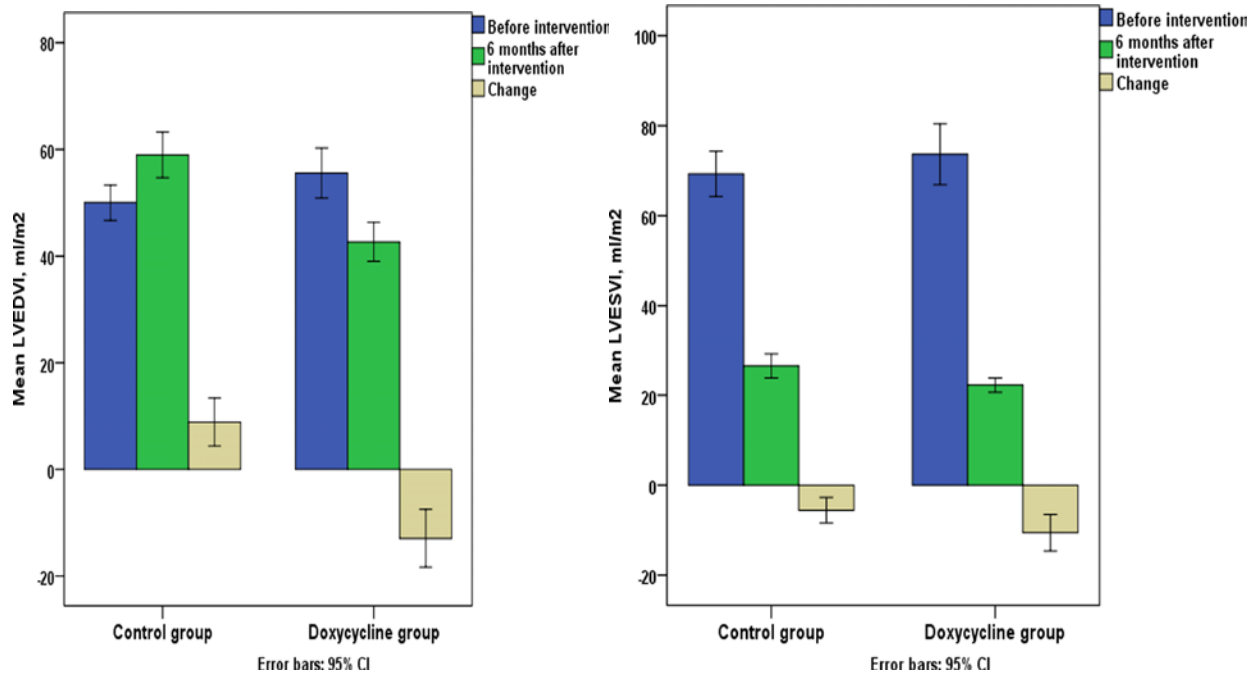 Mean LVEDVI, ml/m2
80
60
40
20
0
-20
Control group
Doxycycline group
Error bars: 95% CI
Before intervention
6 months after
intervention
Change
Mean LVESVI, ml/m2
100
80
60
40
20
0
-20
Control group
Doxycycline group
Error bars: 95% CI
Before intervention
6 months after
intervention
Change